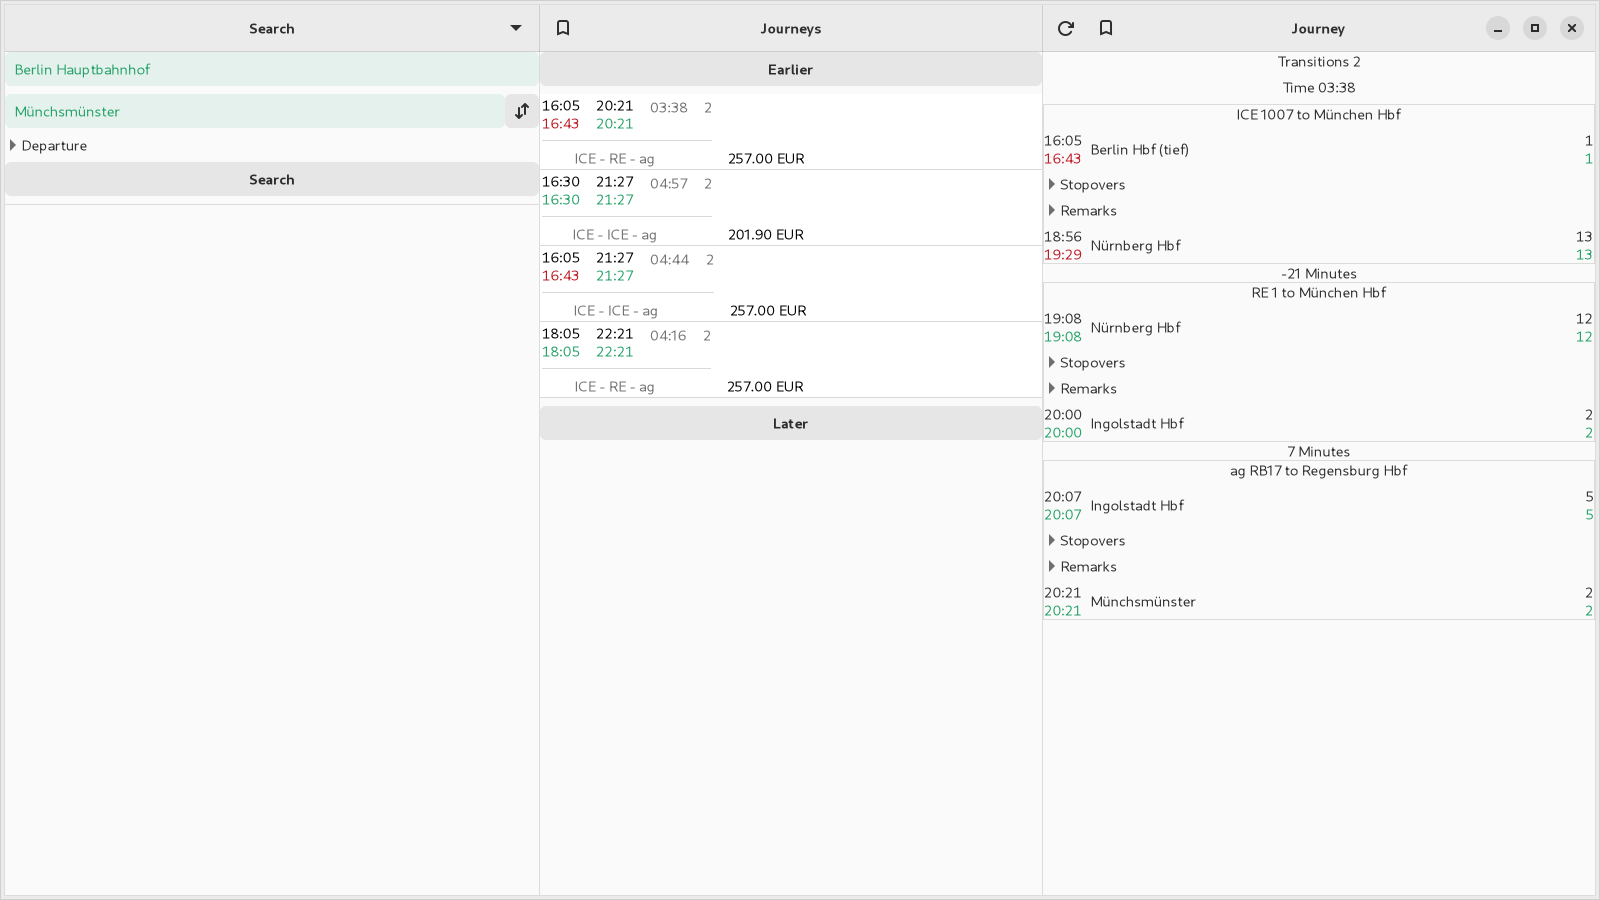 Search
Berlin Hauptbahnhof
Münchsmünster
Departure
Search
Journeys
Earlier
16:05 20:21 03:38 2
16:43 20:21
ICE - RE - ag 257.00 EUR
16:30 21:27 04:57 2
16:30 21:27
ICE - ICE - ag 201.90 EUR
16:05 21:27 04:44 2
16:43 21:27
ICE - ICE - ag 257.00 EUR
18:05 22:21 04:16 2
18:05 22:21
ICE - RE - ag 257.00 EUR
Later
Journey
Transitions 2
Time 03:38
ICE 1007 to München Hbf
16:05 1
Berlin Hbf (tief)
16:43 1
Stopovers
Remarks
18:56 13
Nürnberg Hbf
19:29 13
-21 Minutes
RE 1 to München Hbf
19:08 12
Nürnberg Hbf
19:08 12
Stopovers
Remarks
20:00 2
Ingolstadt Hbf
20:00 2
7 Minutes
ag RB17 to Regensburg Hbf
20:07 5
Ingolstadt Hbf
20:07 5
Stopovers
Remarks
20:21 2
Münchsmünster
20:21 2